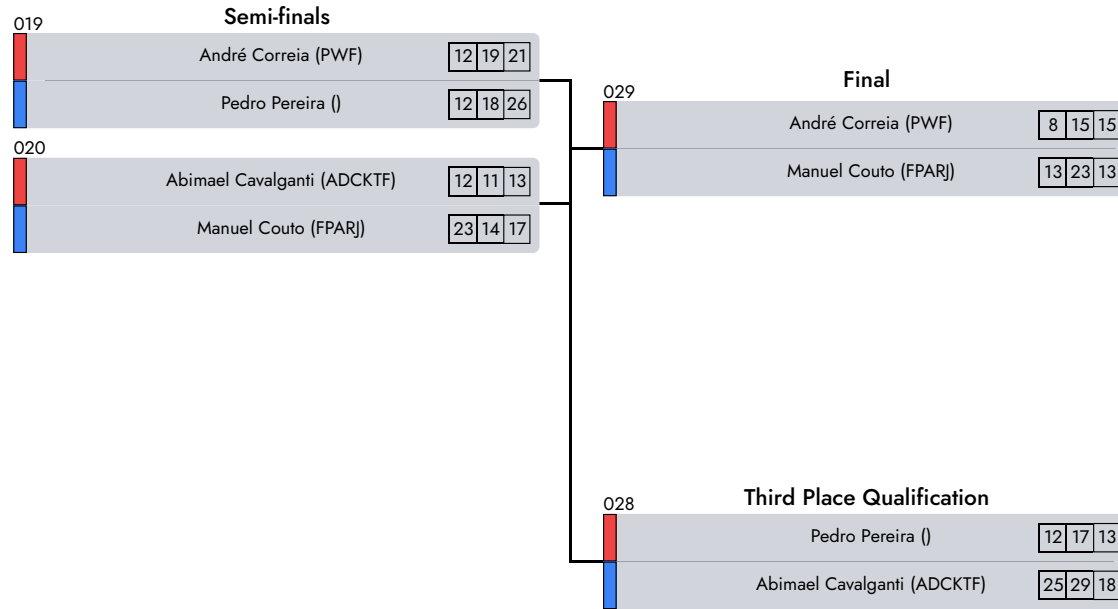 Semi-finals
019
André Correia (PWF) 12 19 21
Pedro Pereira () 12 18 26
020
Abimael Cavalganti (ADCKTF) 12 11 13
Manuel Couto (FPARJ) 23 14 17
Final
029
André Correia (PWF) 8 15 15
Manuel Couto (FPARJ) 13 23 13
Third Place Qualification
028
Pedro Pereira () 12 17 13
Abimael Cavalganti (ADCKTF) 25 29 18